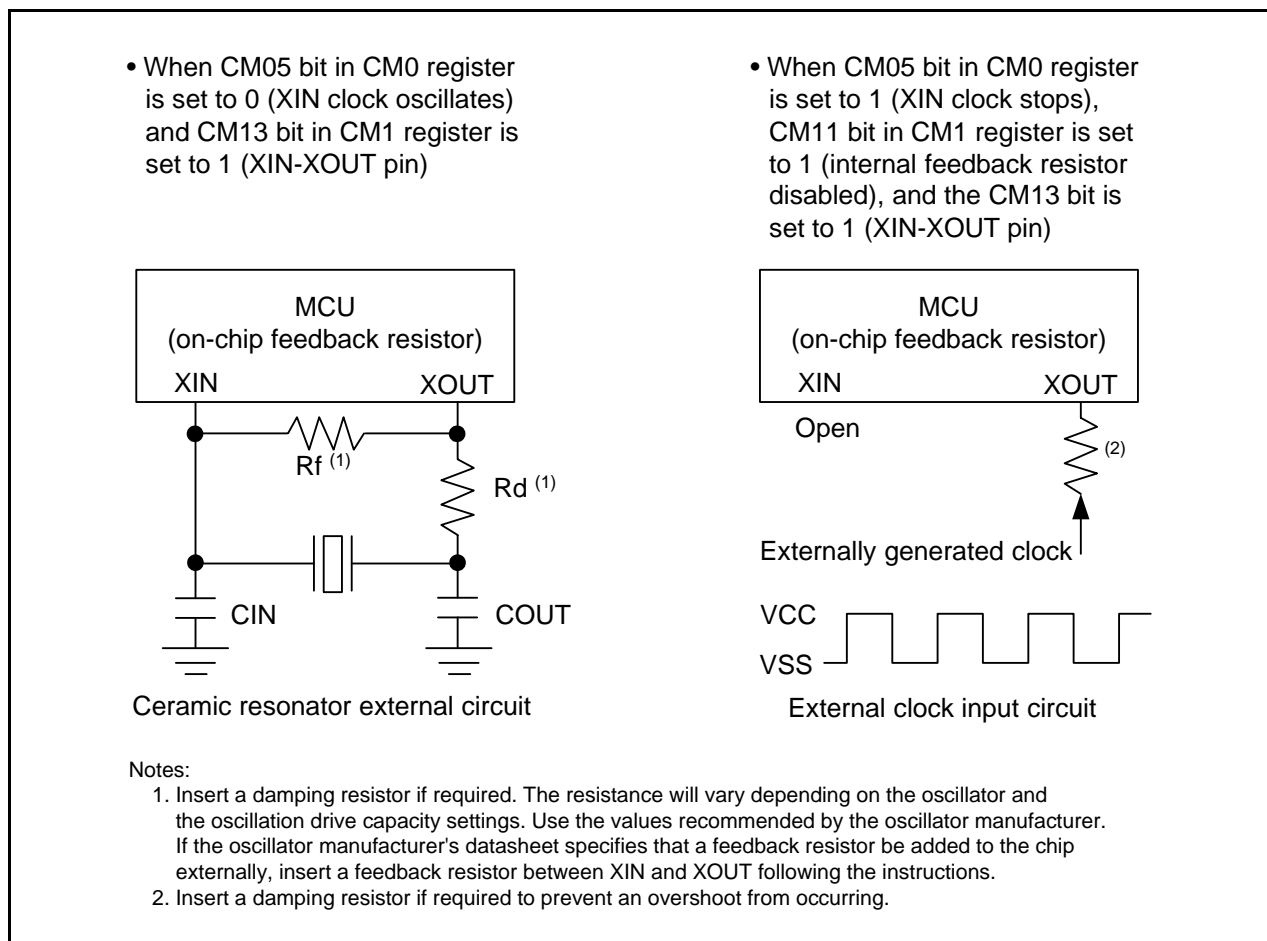 • When CM05 bit in CM0 register
is set to 0 (XIN clock oscillates)
and CM13 bit in CM1 register is
set to 1 (XIN-XOUT pin)
MCU
(on-chip feedback resistor)
XIN
XOUT
Rf (1)
Rd (1)
CIN
COUT
Ceramic resonator external circuit
• When CM05 bit in CM0 register
is set to 1 (XIN clock stops),
CM11 bit in CM1 register is set
to 1 (internal feedback resistor
disabled), and the CM13 bit is
set to 1 (XIN-XOUT pin)
MCU
(on-chip feedback resistor)
XIN
XOUT
Open
(2)
Externally generated clock
VCC
VSS
External clock input circuit
Notes:
1. Insert a damping resistor if required. The resistance will vary depending on the oscillator and
the oscillation drive capacity settings. Use the values recommended by the oscillator manufacturer.
If the oscillator manufacturer's datasheet specifies that a feedback resistor be added to the chip
externally, insert a feedback resistor between XIN and XOUT following the instructions.
2. Insert a damping resistor if required to prevent an overshoot from occurring.